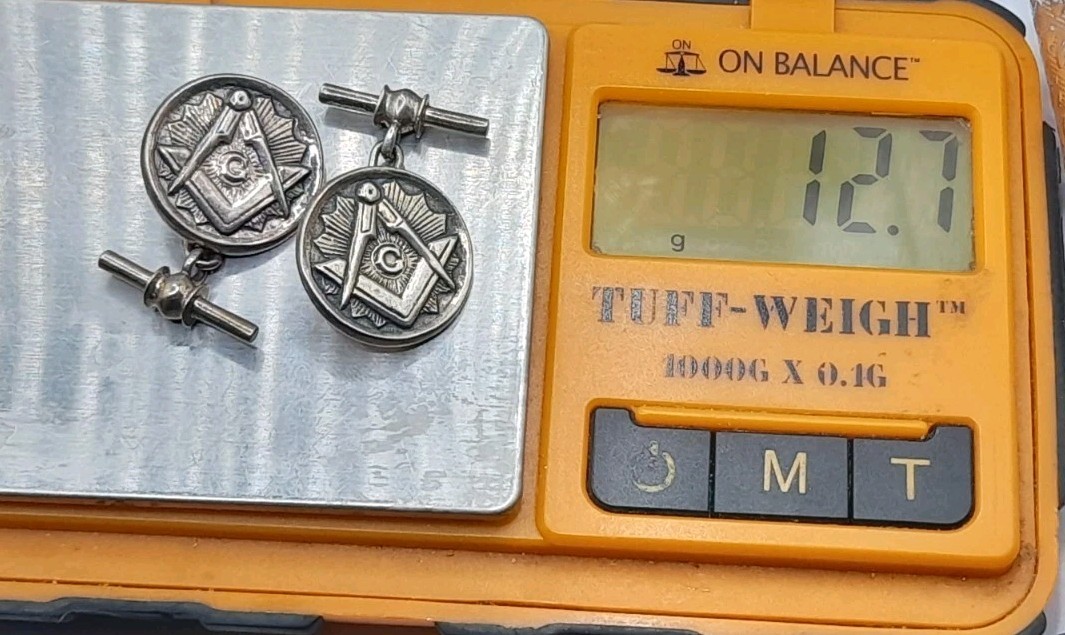 ON
ON BALANCE™
12.7
g
TUFF-WEIGH™
1000G X 0.1G
M
T
G
G